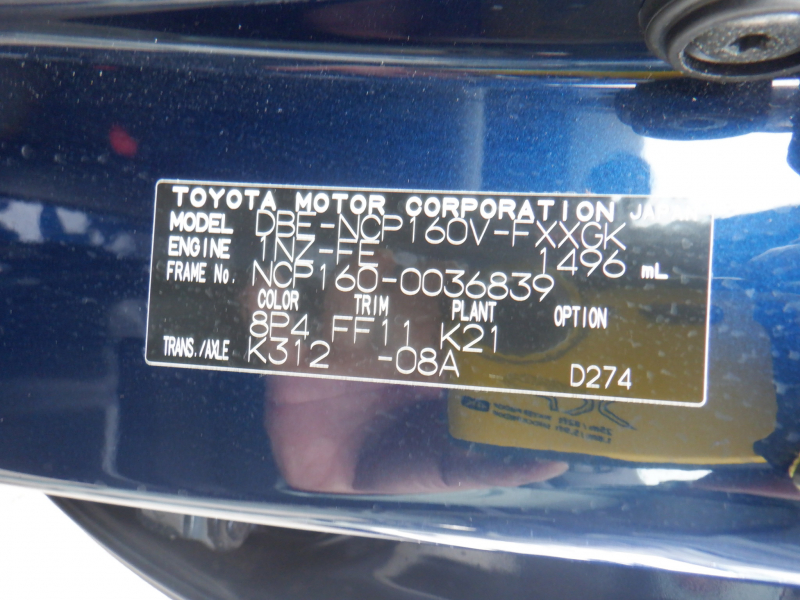 TOYOTA MOTOR CORPORATION JAPAN
MODEL DBE-NCP160V-FXXGK
ENGINE 1NZ-FE 1496 mL
FRAME No. NCP160-0036839
COLOR TRIM PLANT OPTION
8P4 FF11 K21
TRANS./AXLE K312 -08A D274